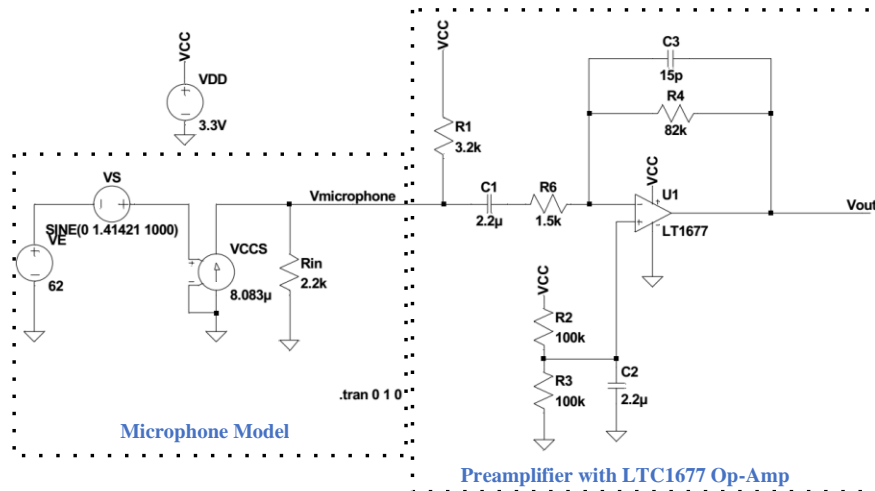 VCC
VDD
3.3V
VS
SINE(0 1.41421 1000)
VE
62
VCCS
8.083µ
Vmicrophone
Rin
2.2k
.tran 0 1 0
Microphone Model
VCC
R1
3.2k
C1
2.2µ
R6
1.5k
C3
15p
R4
82k
VCC
U1
LT1677
Vout
VCC
R2
100k
R3
100k
C2
2.2µ
Preamplifier with LTC1677 Op-Amp